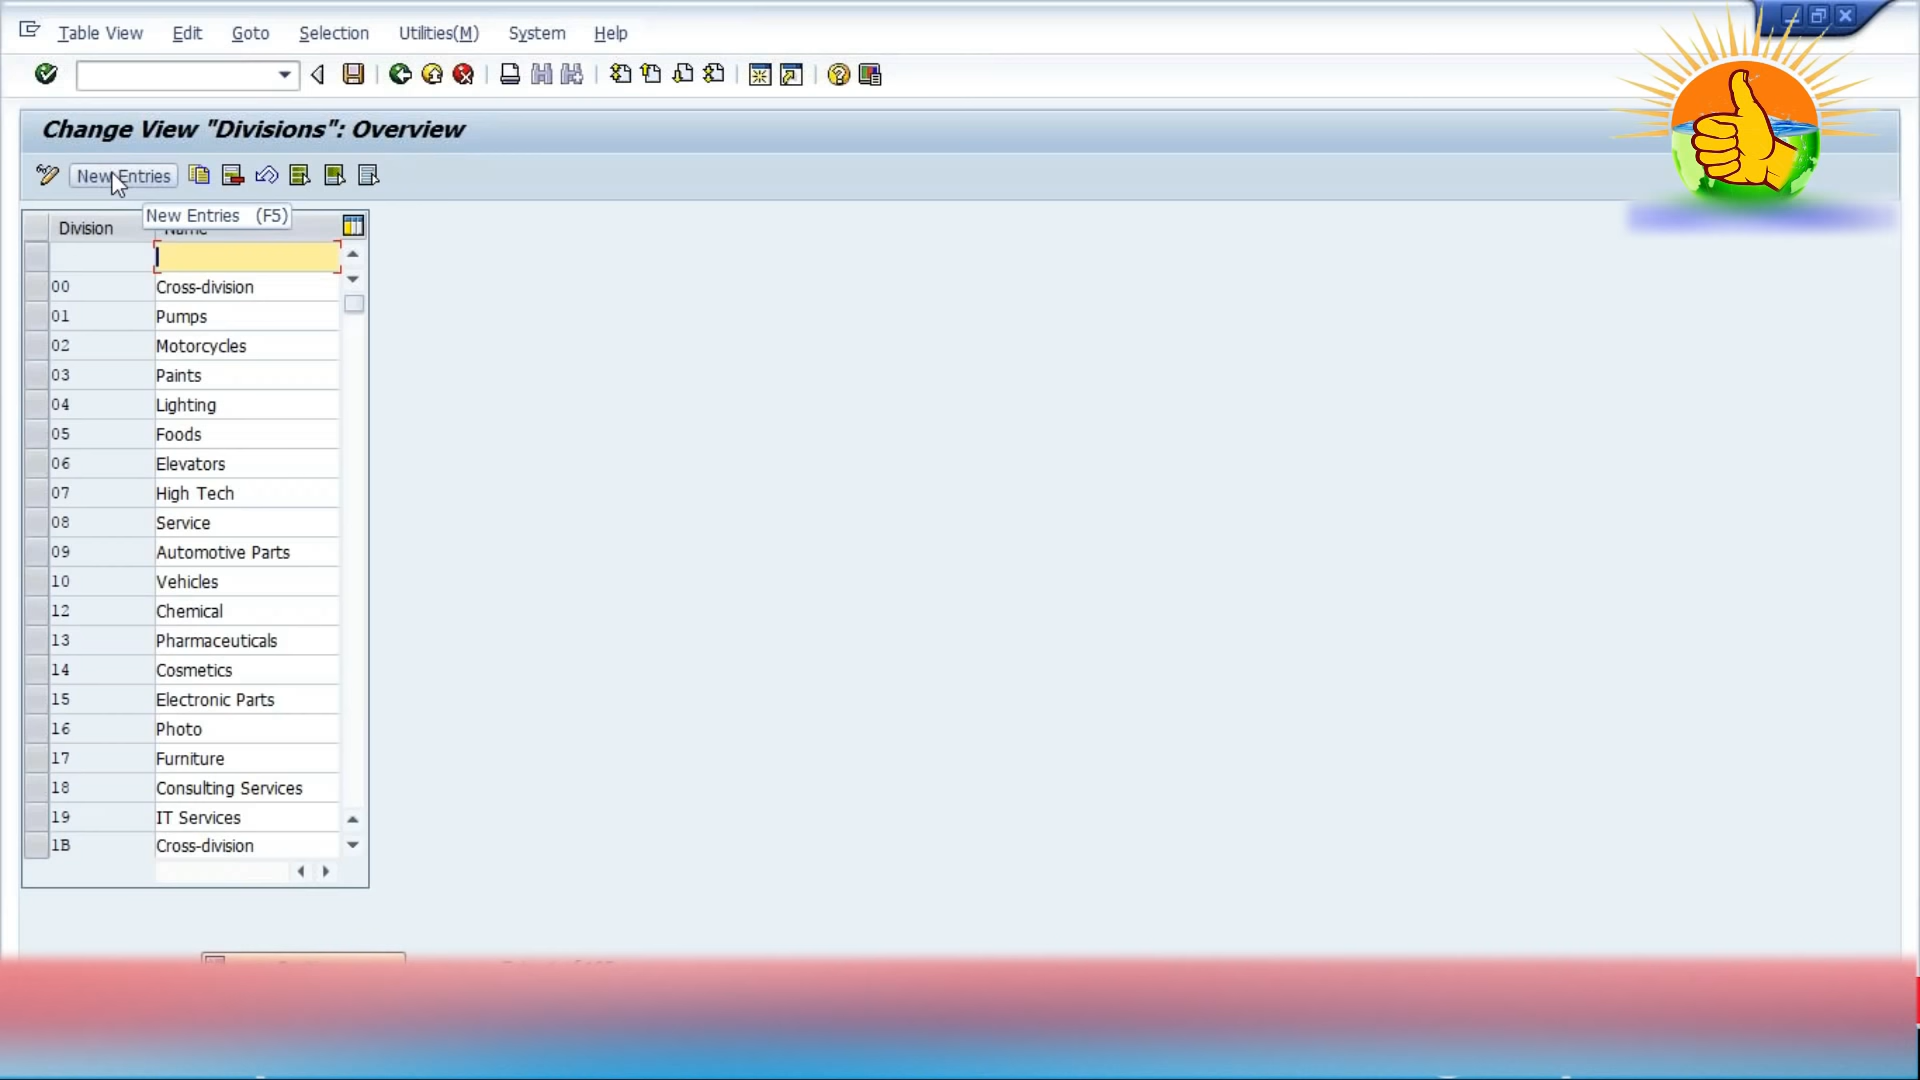 Table View Edit Goto Selection Utilities(M) System Help
Change View "Divisions": Overview
New Entries
New Entries (F5)
Division Name
00 Cross-division
01 Pumps
02 Motorcycles
03 Paints
04 Lighting
05 Foods
06 Elevators
07 High Tech
08 Service
09 Automotive Parts
10 Vehicles
12 Chemical
13 Pharmaceuticals
14 Cosmetics
15 Electronic Parts
16 Photo
17 Furniture
18 Consulting Services
19 IT Services
1B Cross-division